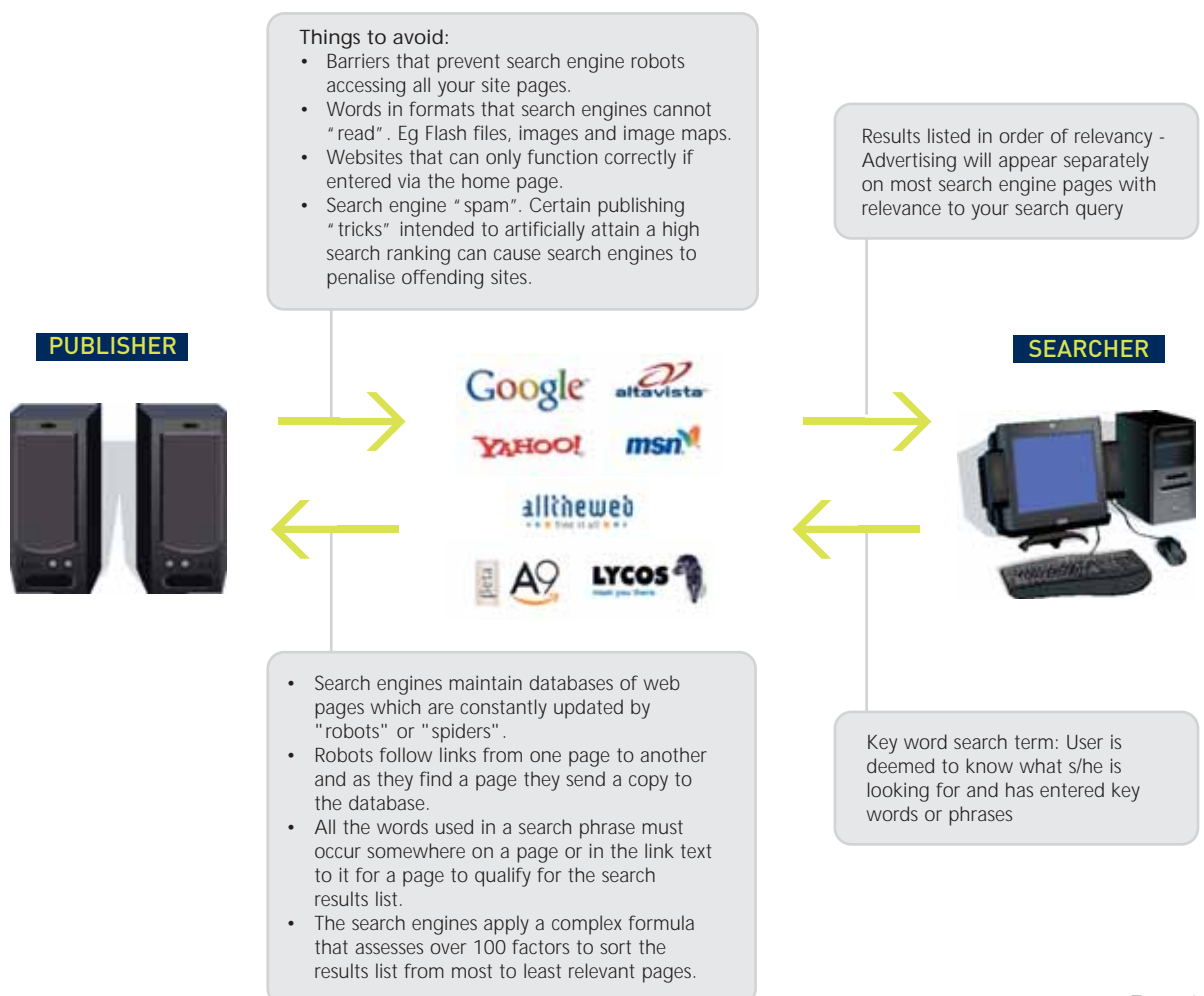 Things to avoid:
• Barriers that prevent search engine robots
accessing all your site pages.
• Words in formats that search engines cannot
“read”. Eg Flash files, images and image maps.
• Websites that can only function correctly if
entered via the home page.
• Search engine “spam”. Certain publishing
“tricks” intended to artificially attain a high
search ranking can cause search engines to
penalise offending sites.
Results listed in order of relevancy -
Advertising will appear separately
on most search engine pages with
relevance to your search query
PUBLISHER
SEARCHER
Google
altavista
YAHOO!
msn
alltheweb
find it all
A9
LYCOS
• Search engines maintain databases of web
pages which are constantly updated by
"robots" or "spiders".
• Robots follow links from one page to another
and as they find a page they send a copy to
the database.
• All the words used in a search phrase must
occur somewhere on a page or in the link text
to it for a page to qualify for the search
results list.
• The search engines apply a complex formula
that assesses over 100 factors to sort the
results list from most to least relevant pages.
Key word search term: User is
deemed to know what s/he is
looking for and has entered key
words or phrases